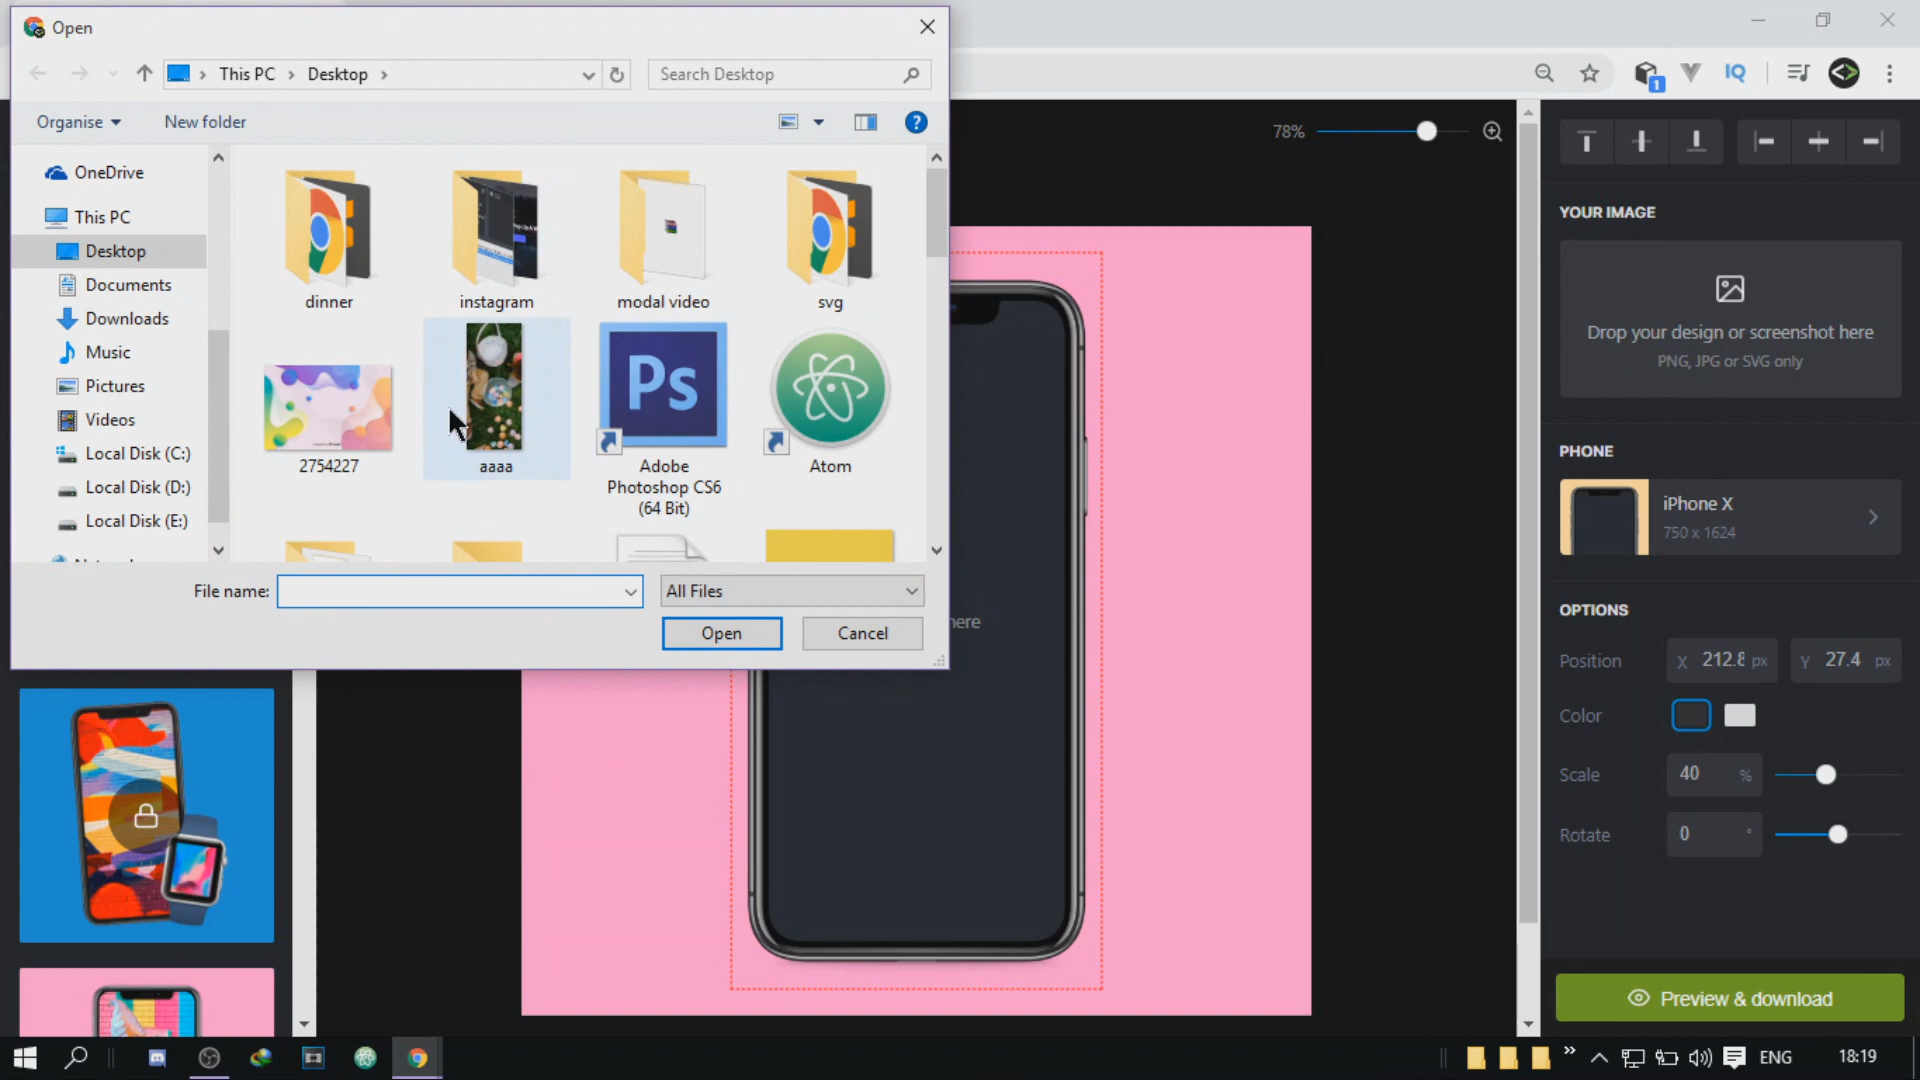 Open
This PC
Desktop
Search Desktop
Organise
New folder
OneDrive
This PC
Desktop
Documents
Downloads
Music
Pictures
Videos
Local Disk (C:)
Local Disk (D:)
Local Disk (E:)
dinner
instagram
modal video
svg
2754227
aaaa
Ps
Adobe
Photoshop CS6
(64 Bit)
Atom
File name:
All Files
Open
Cancel
IQ
1
78%
here
YOUR IMAGE
Drop your design or screenshot here
PNG, JPG or SVG only
PHONE
iPhone X
750 x 1624
OPTIONS
Position
X 212.8 px
Y 27.4 px
Color
Scale
40 %
Rotate
0 °
Preview & download
ENG
18:19